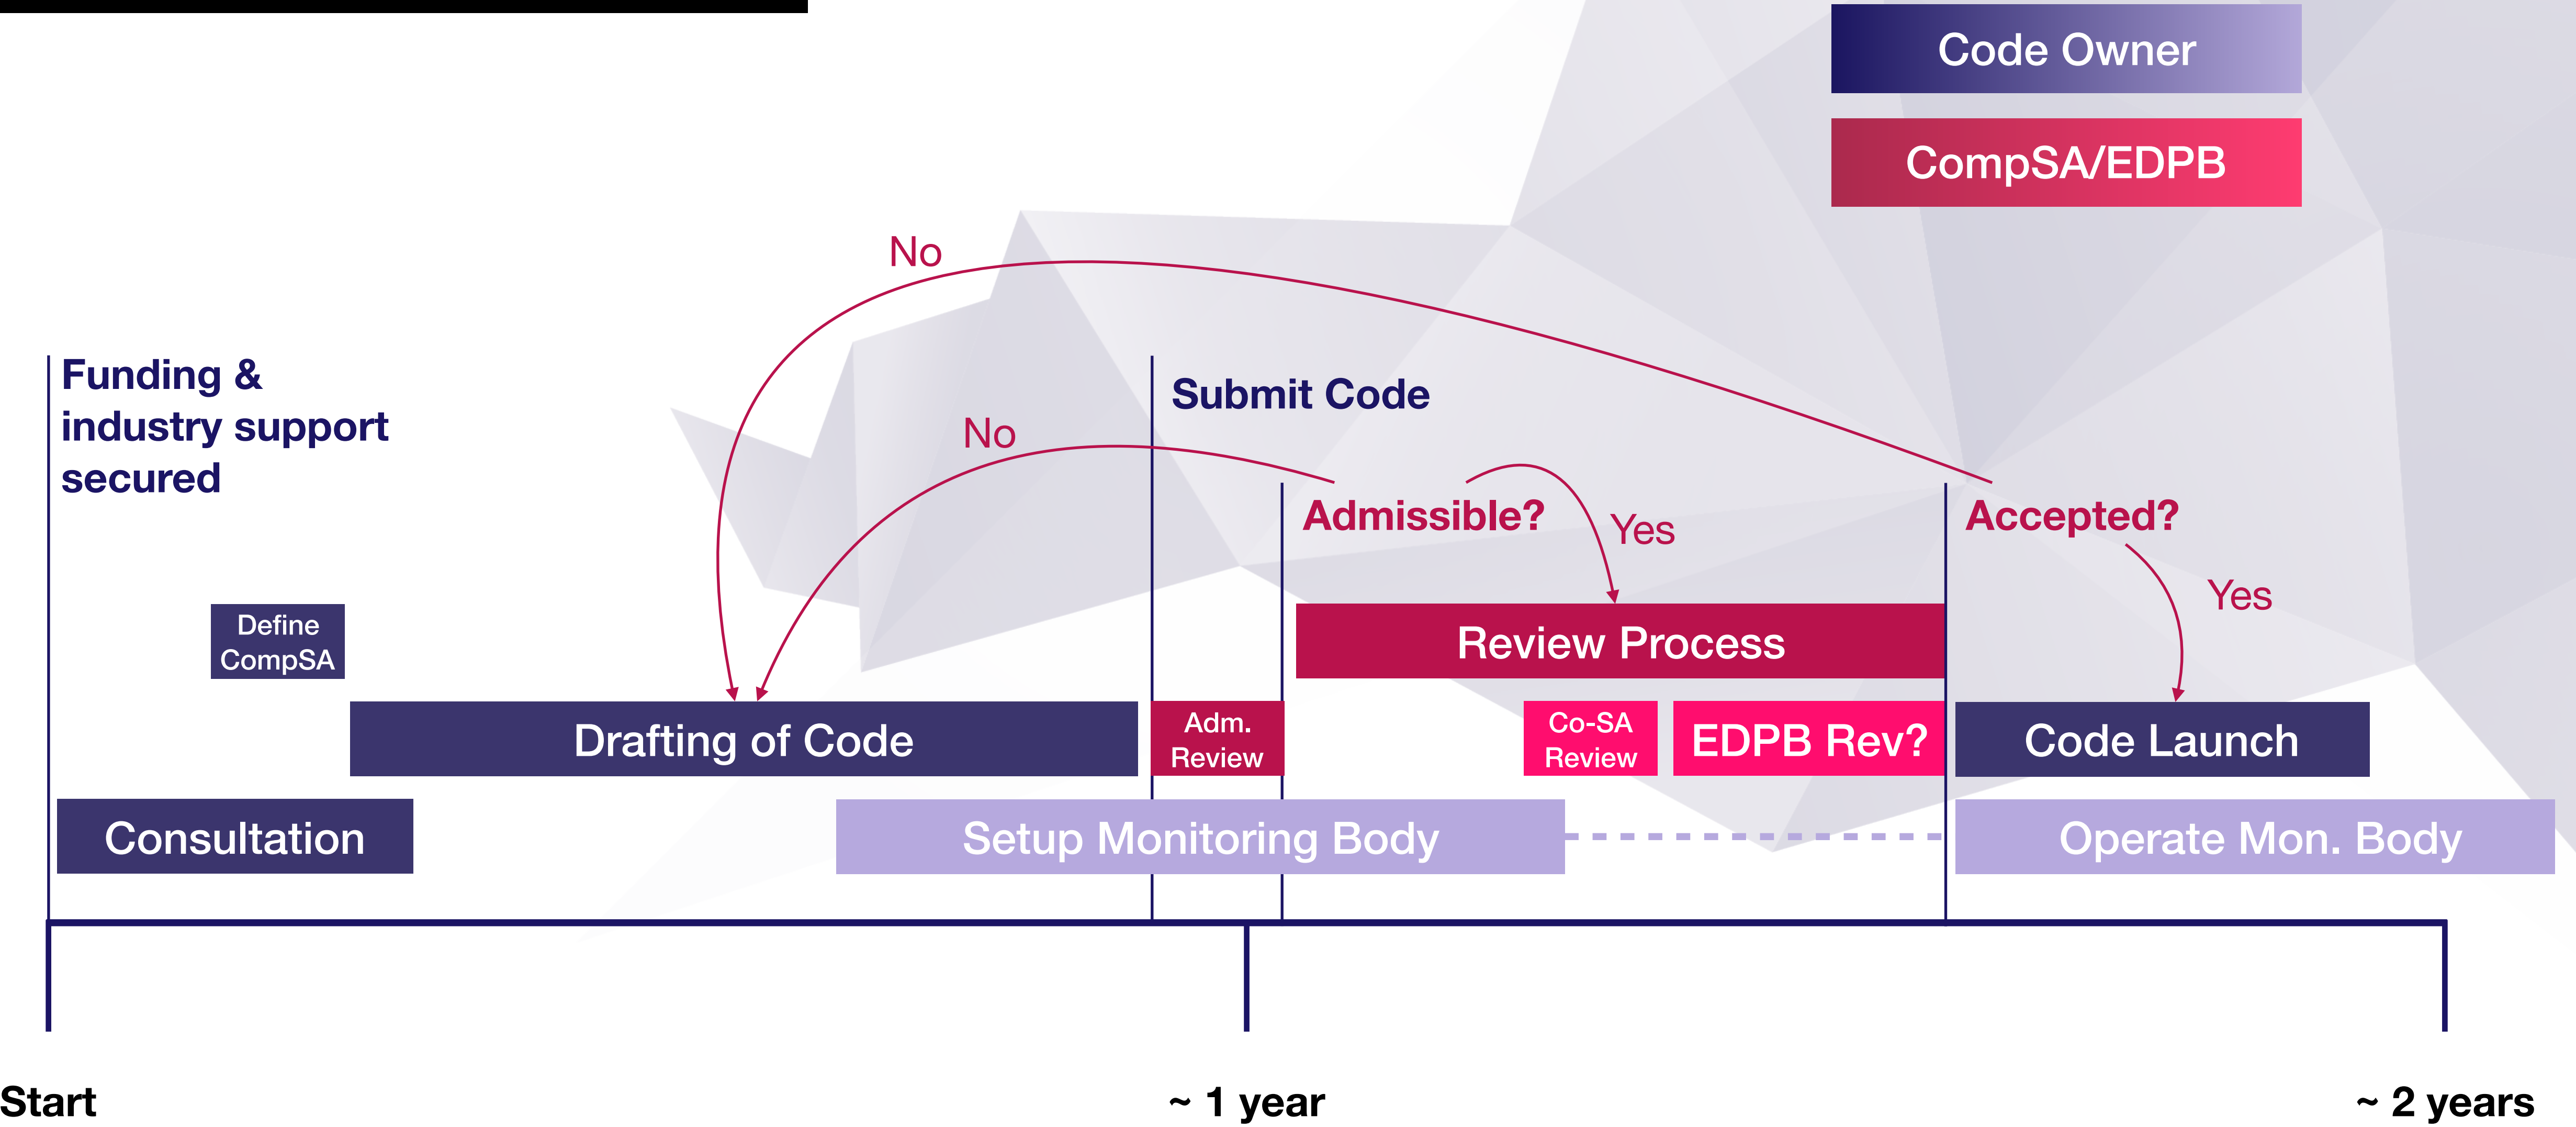 Code Owner
CompSA/EDPB
No
Funding &
industry support
secured
Submit Code
No
Admissible?
Yes
Accepted?
Yes
Define
CompSA
Review Process
Drafting of Code
Adm.
Review
Co-SA
Review
EDPB Rev?
Code Launch
Consultation
Setup Monitoring Body
Operate Mon. Body
Start
~ 1 year
~ 2 years